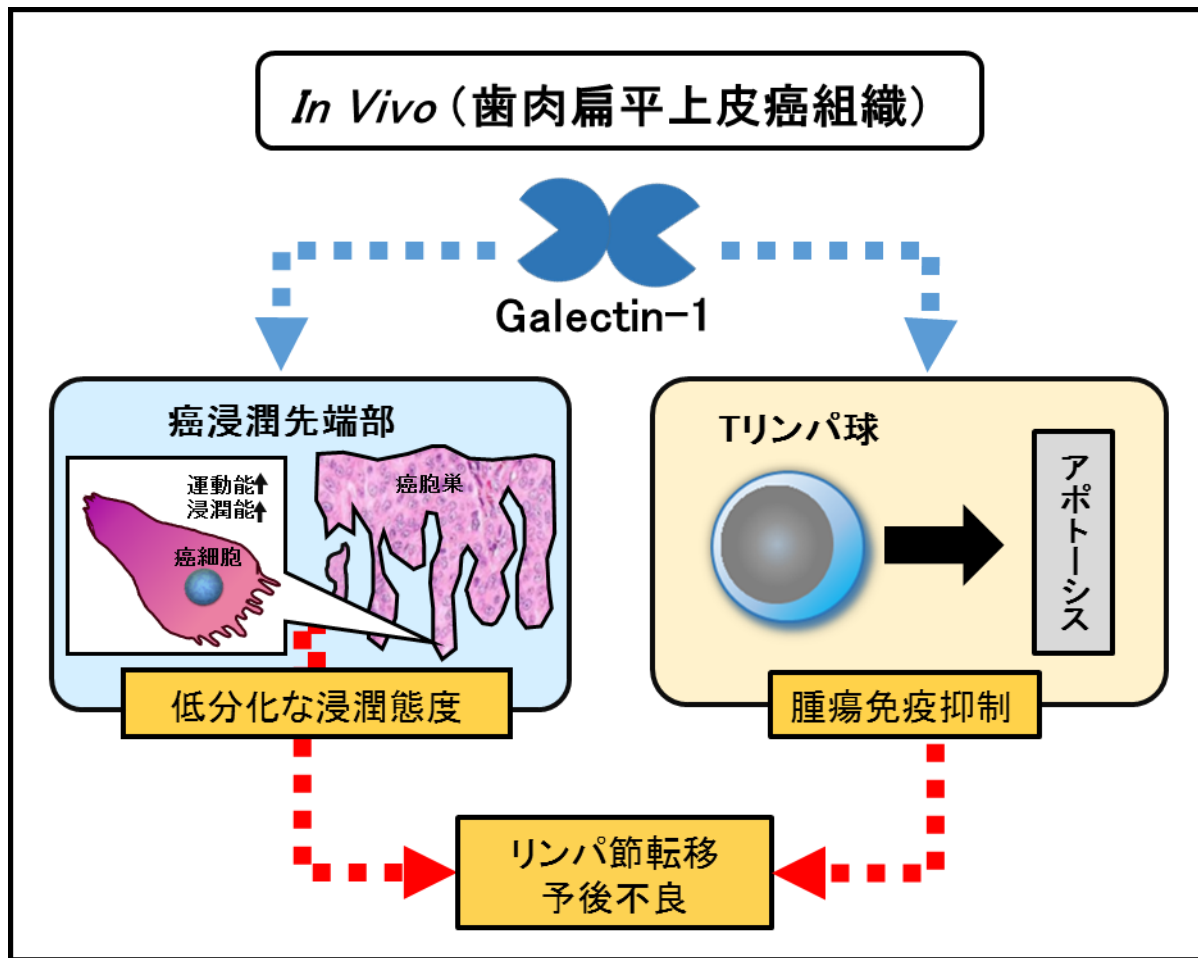 In Vivo（歯肉扁平上皮癌組織）
Galectin-1
癌浸潤先端部
運動能↑
浸潤能↑
癌細胞
癌胞巣
低分化な浸潤態度
Tリンパ球
アポトーシス
腫瘍免疫抑制
リンパ節転移
予後不良